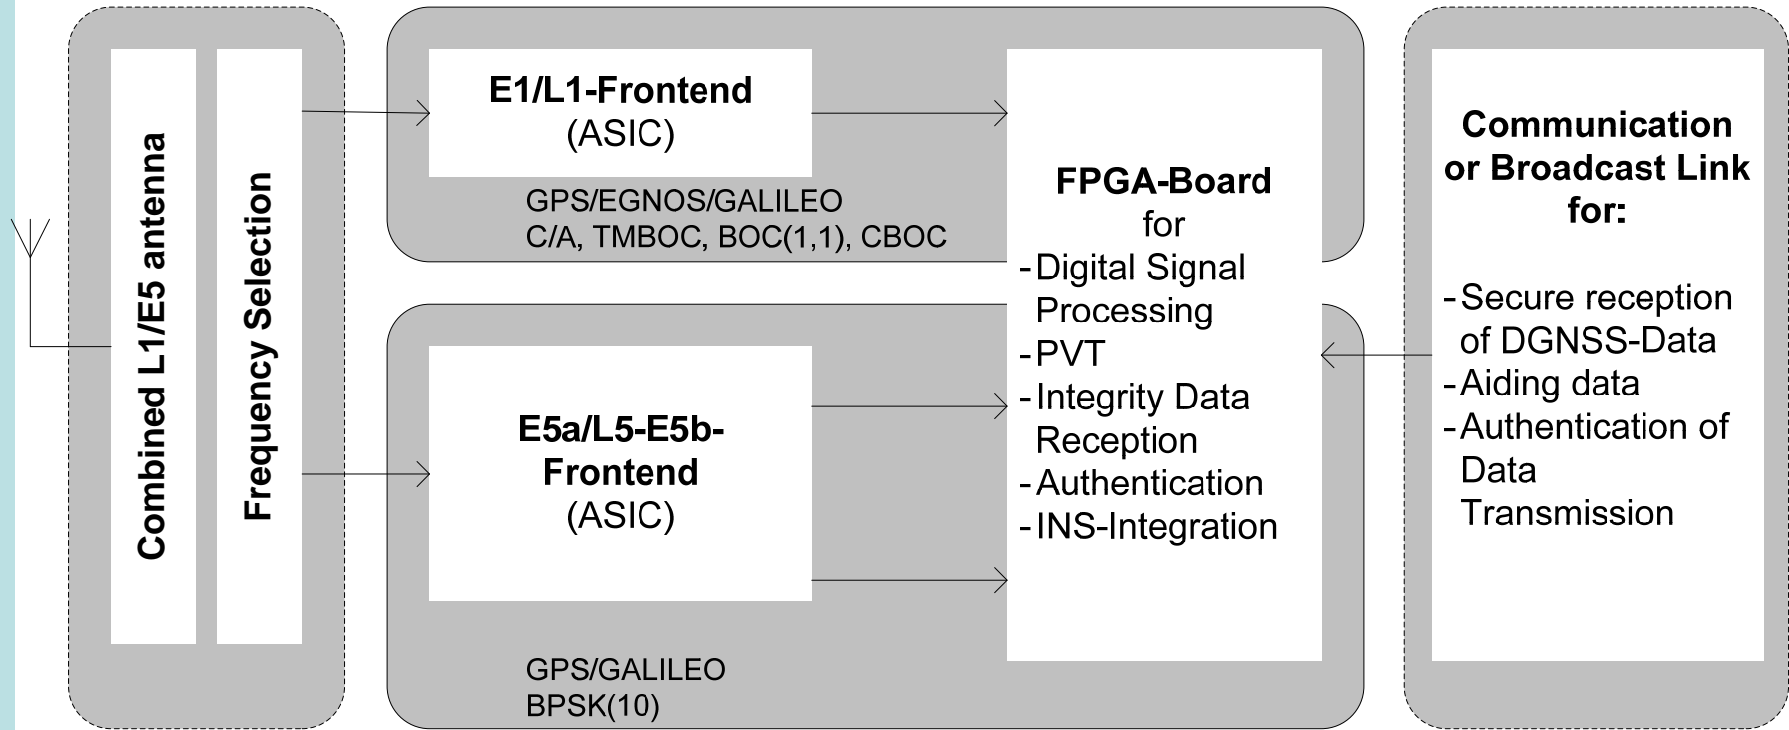 Combined L1/E5 antenna
Frequency Selection
E1/L1-Frontend
(ASIC)
GPS/EGNOS/GALILEO
C/A, TMBOC, BOC(1,1), CBOC
E5a/L5-E5b-
Frontend
(ASIC)
GPS/GALILEO
BPSK(10)
FPGA-Board
for
-Digital Signal
Processing
-PVT
-Integrity Data
Reception
-Authentication
-INS-Integration
Communication
or Broadcast Link
for:
-Secure reception
of DGNSS-Data
-Aiding data
-Authentication of
Data
Transmission